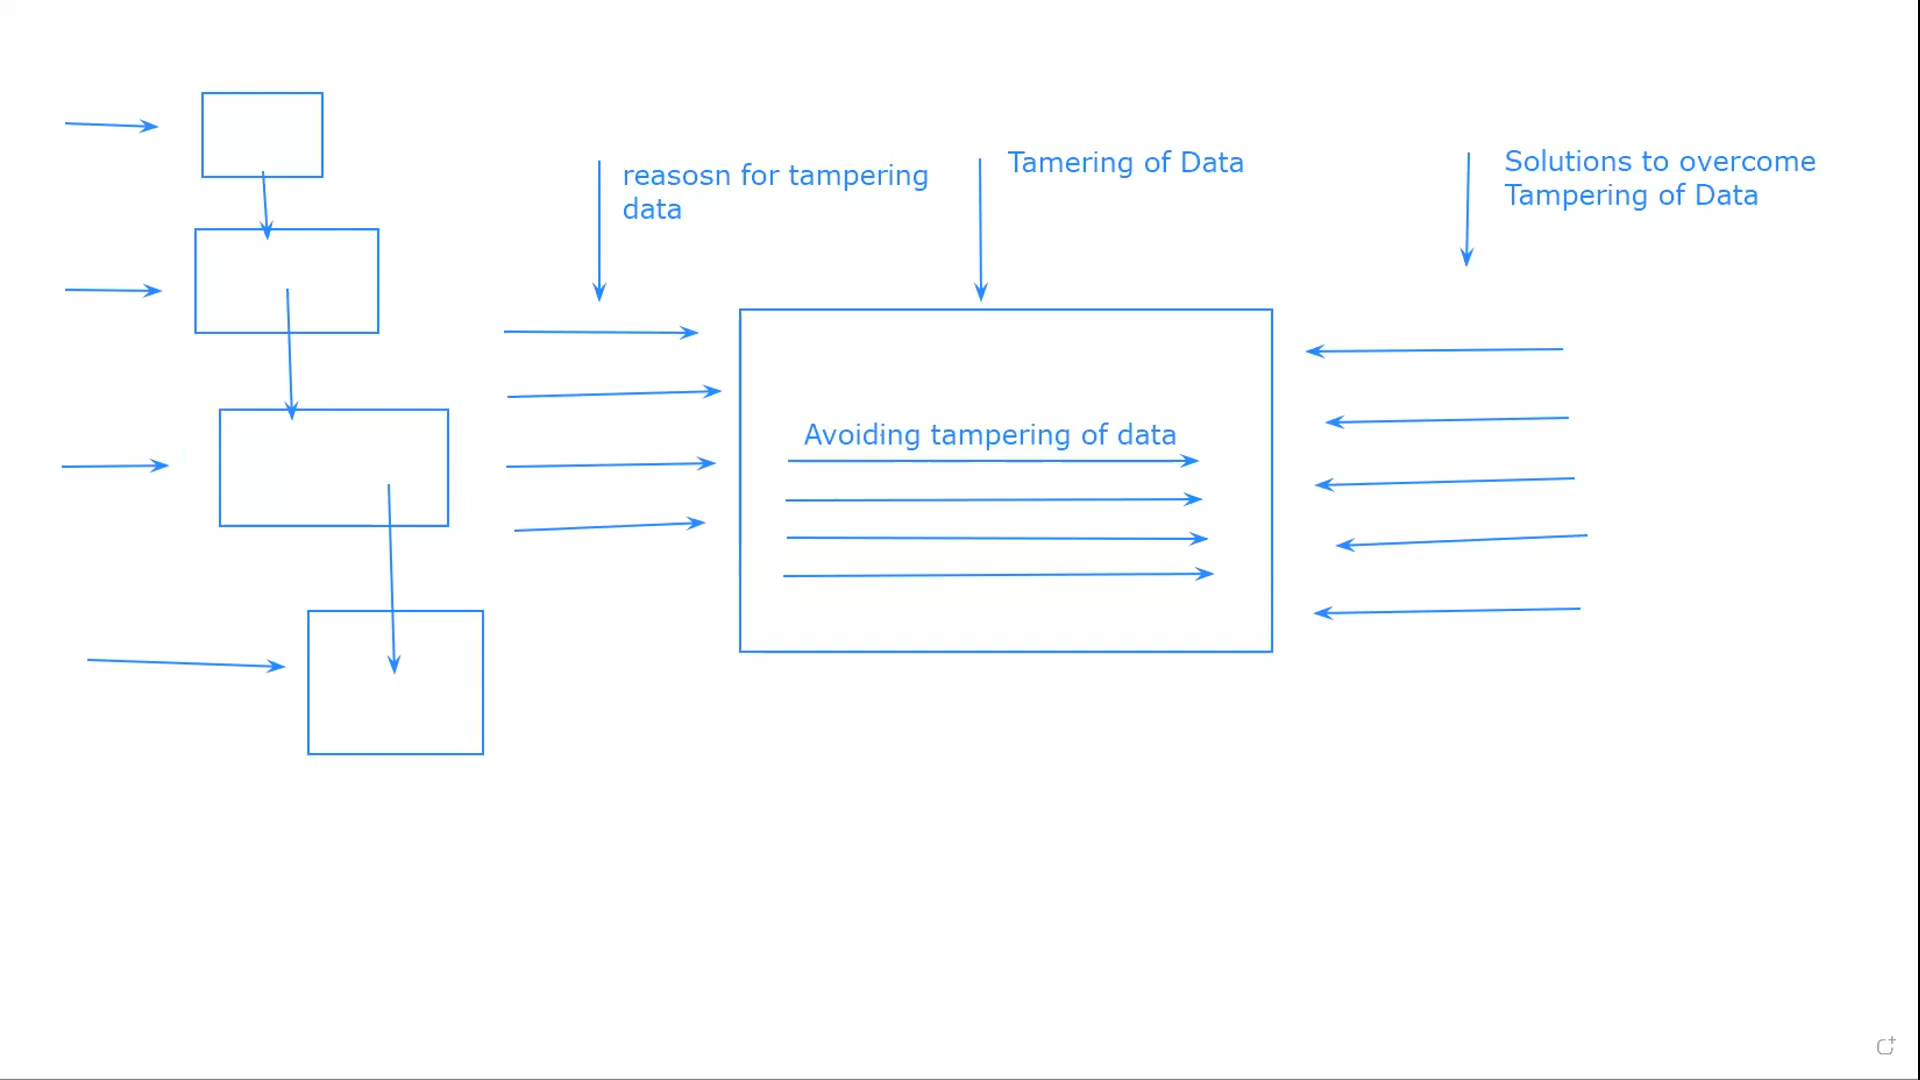 reasosn for tampering
data
Tamering of Data
Solutions to overcome
Tampering of Data
Avoiding tampering of data